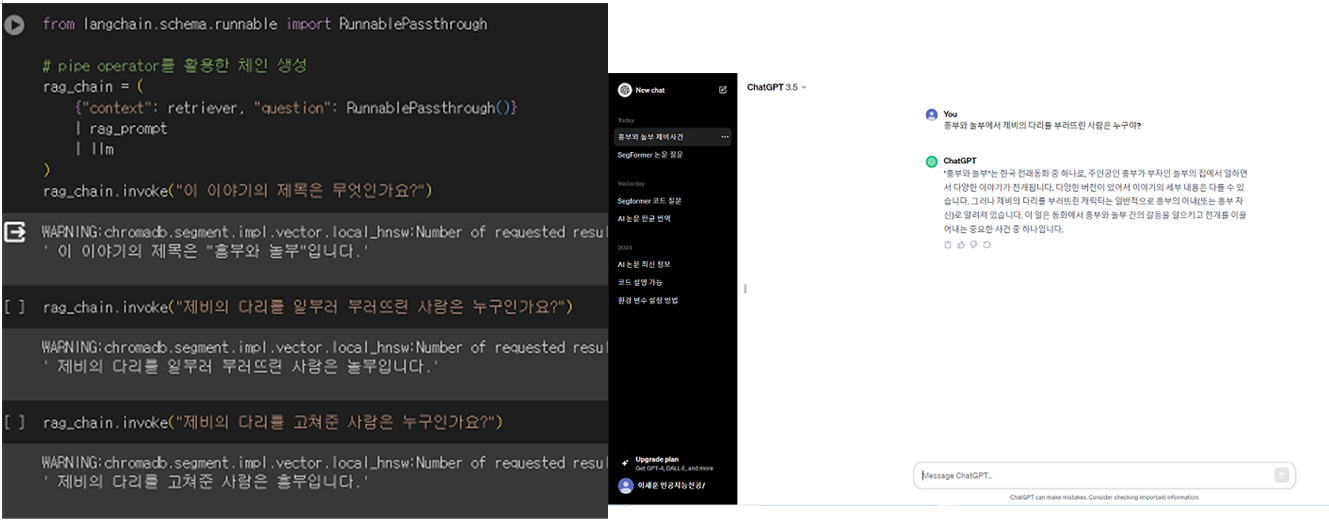 from langchain.schema.runnable import RunnablePassthrough
# pipe operator를 활용한 체인 생성
rag_chain = (
{"context": retriever, "question": RunnablePassthrough()}
| rag_prompt
| llm
)
rag_chain.invoke("이 이야기의 제목은 무엇인가요?")
WARNING:chromadb.segment.impl.vector.local_hnsw:Number of requested resul
' 이 이야기의 제목은 "흥부와 놀부"입니다.'
[ ] rag_chain.invoke("제비의 다리를 일부러 부러뜨린 사람은 누구인가요?")
WARNING:chromadb.segment.impl.vector.local_hnsw:Number of requested resul
' 제비의 다리를 일부러 부러뜨린 사람은 놀부입니다.'
[ ] rag_chain.invoke("제비의 다리를 고쳐준 사람은 누구인가요?")
WARNING:chromadb.segment.impl.vector.local_hnsw:Number of requested resul
' 제비의 다리를 고쳐준 사람은 흥부입니다.'
New chat
Today
흥부와 놀부 제비사건
SegFormer 논문 질문
Yesterday
Segformer 코드 질문
AI 논문 한글 번역
2023
AI 논문 최신 정보
코드 설명 가능
환경 변수 설정 방법
Upgrade plan
Get GPT-4, DALL·E, and more
이세훈 인공지능전공/
ChatGPT 3.5
You
흥부와 놀부에서 제비의 다리를 부러뜨린 사람은 누구야?
ChatGPT
"흥부와 놀부"는 한국 전래동화 중 하나로, 주인공인 흥부가 부자인 놀부의 집에서 일하면
서 다양한 이야기가 전개됩니다. 다양한 버전이 있어서 이야기의 세부 내용은 다를 수 있
습니다. 그러나 제비의 다리를 부러뜨린 캐릭터는 일반적으로 흥부의 아내(또는 흥부 자
신)로 알려져 있습니다. 이 일은 동화에서 흥부와 놀부 간의 갈등을 일으키고 전개를 이끌
어내는 중요한 사건 중 하나입니다.
Message ChatGPT...
ChatGPT can make mistakes. Consider checking important information.